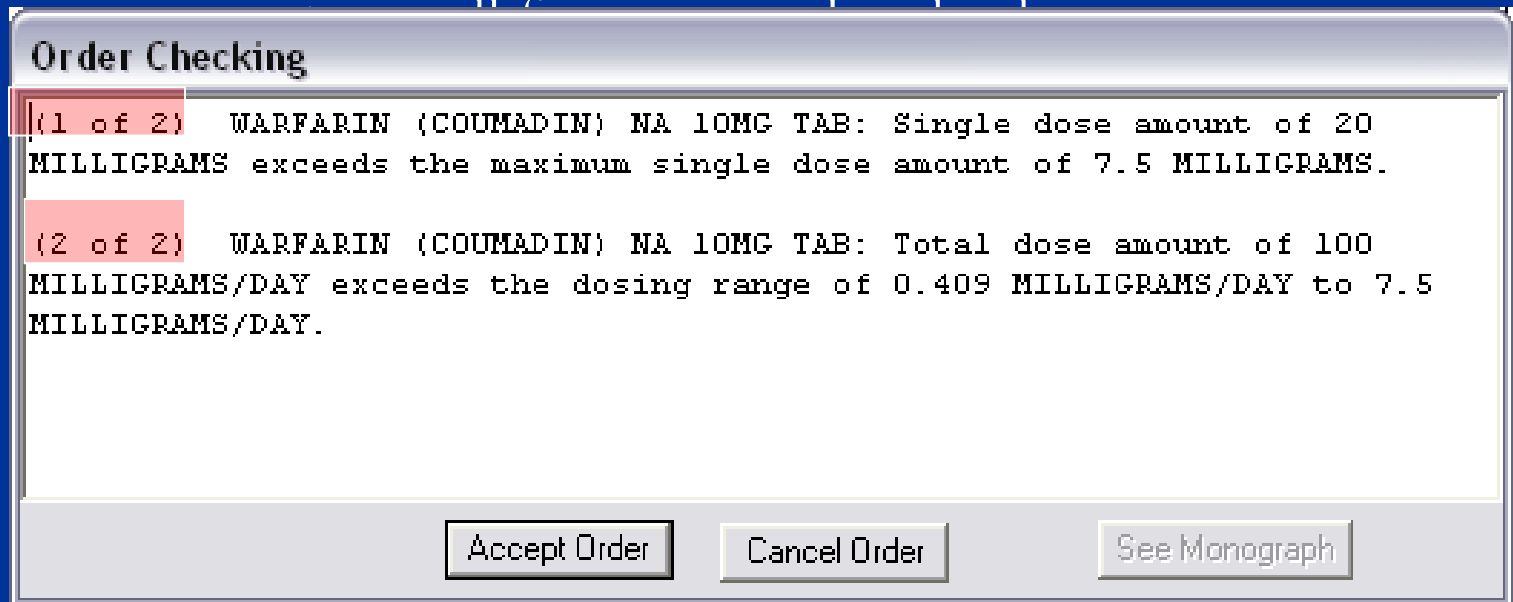 Order Checking
(1 of 2) WARFARIN (COUMADIN) NA 10MG TAB: Single dose amount of 20
MILLIGRAMS exceeds the maximum single dose amount of 7.5 MILLIGRAMS.
(2 of 2) WARFARIN (COUMADIN) NA 10MG TAB: Total dose amount of 100
MILLIGRAMS/DAY exceeds the dosing range of 0.409 MILLIGRAMS/DAY to 7.5
MILLIGRAMS/DAY.
Accept Order Cancel Order See Monograph